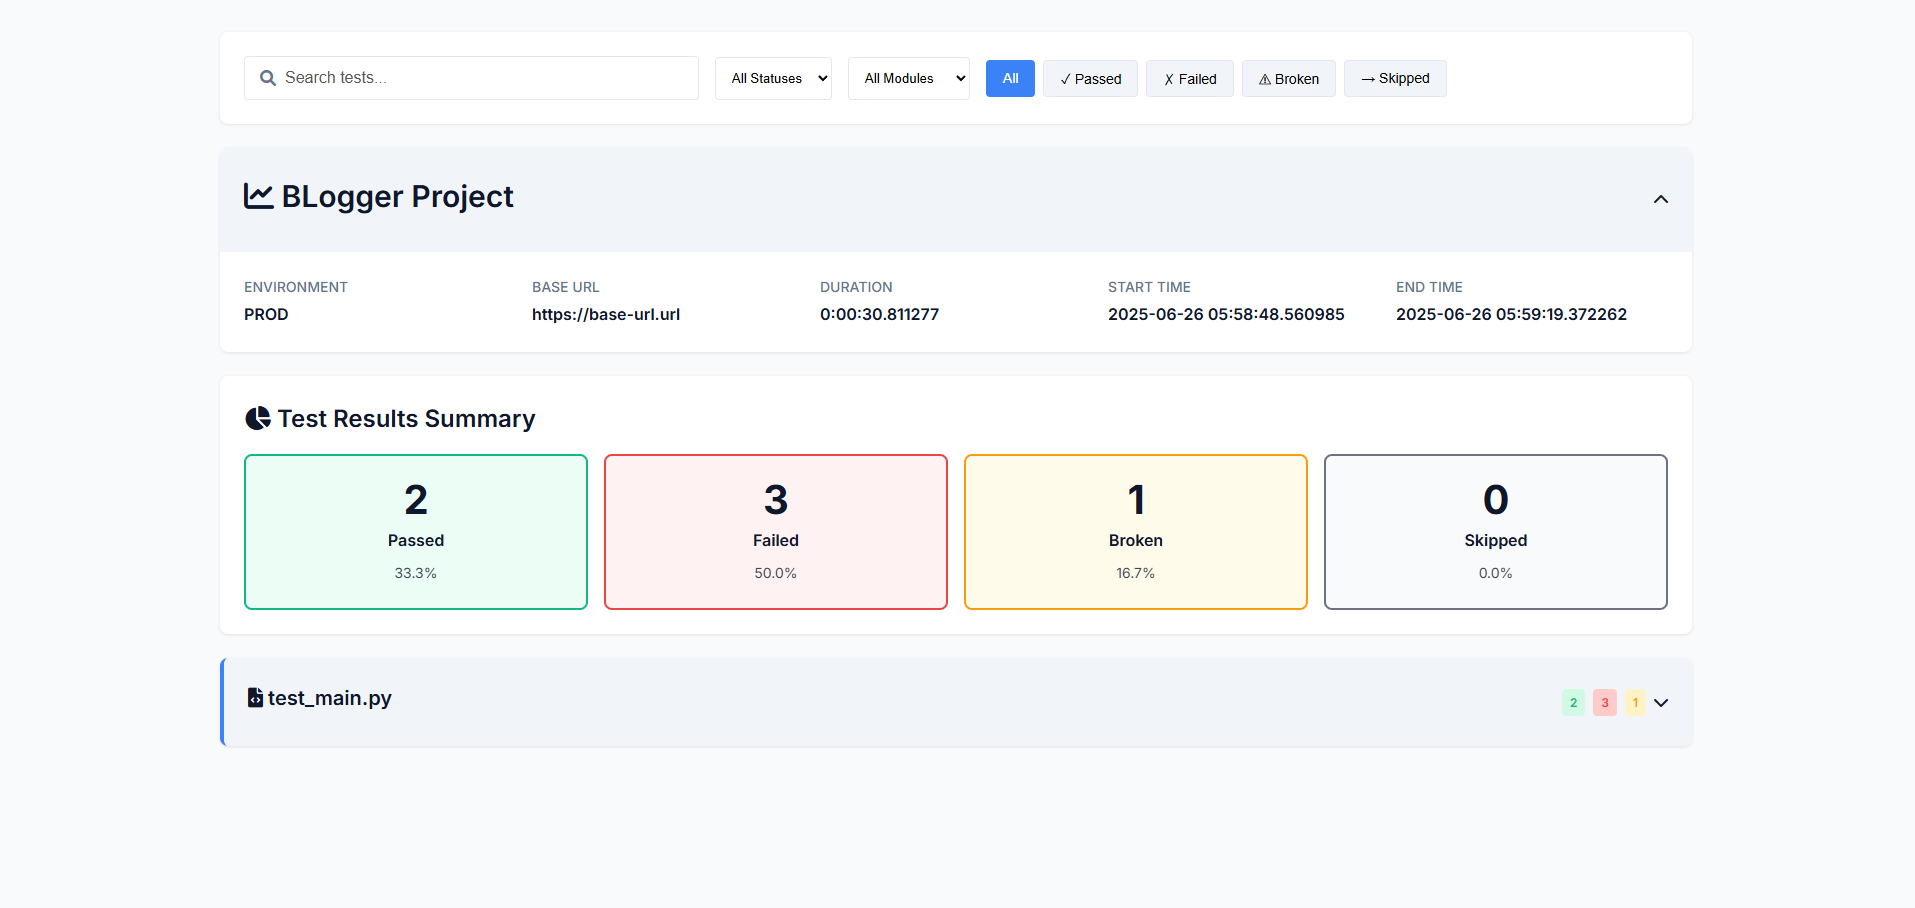 Search tests...
All Statuses
All Modules
All
✓ Passed
✗ Failed
⚠ Broken
→ Skipped
BLogger Project
ENVIRONMENT
PROD
BASE URL
https://base-url.url
DURATION
0:00:30.811277
START TIME
2025-06-26 05:58:48.560985
END TIME
2025-06-26 05:59:19.372262
Test Results Summary
2
Passed
33.3%
3
Failed
50.0%
1
Broken
16.7%
0
Skipped
0.0%
test_main.py
2 3 1